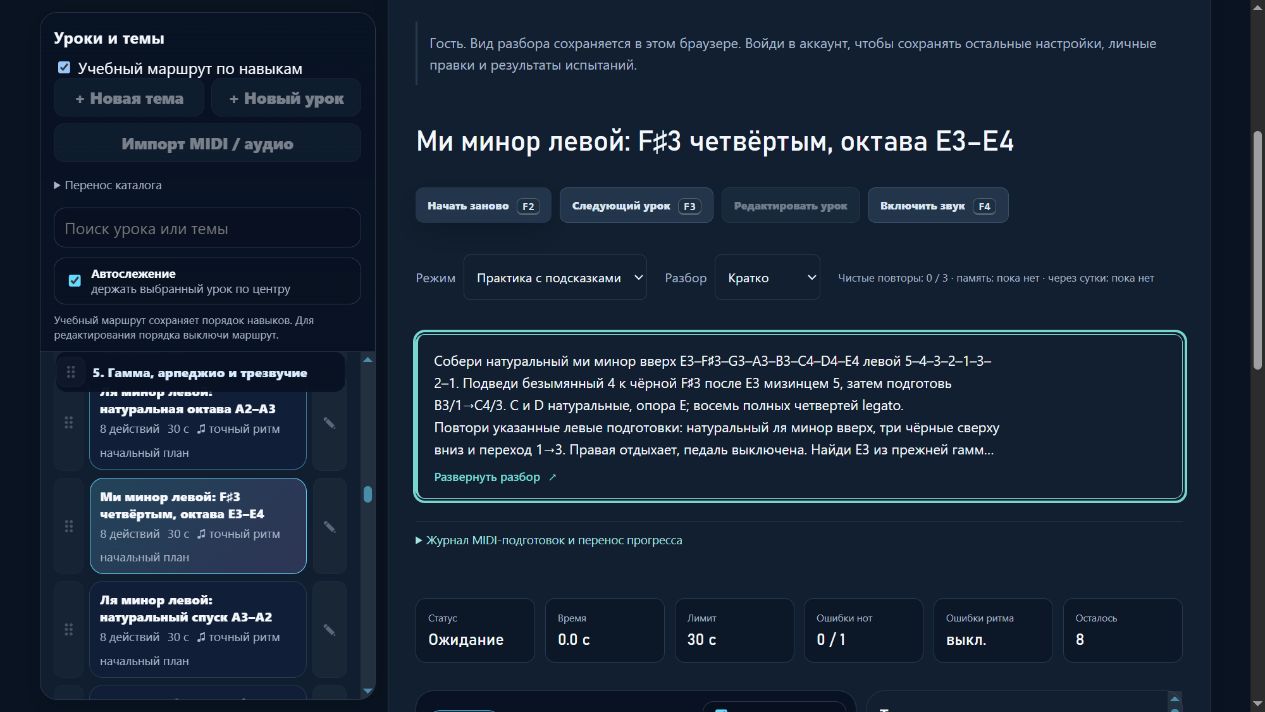 Уроки и темы
Учебный маршрут по навыкам
+ Новая тема
+ Новый урок
Импорт MIDI / аудио
Перенос каталога
Поиск урока или темы
Автослежение
держать выбранный урок по центру
Учебный маршрут сохраняет порядок навыков. Для
редактирования порядка выключи маршрут.
5. Гамма, арпеджио и трезвучие
Ля минор левой:
натуральная октава A2–A3
8 действий 30 с ♫ точный ритм
начальный план
Ми минор левой: F♯3
четвёртым, октава E3–E4
8 действий 30 с ♫ точный ритм
начальный план
Ля минор левой:
натуральный спуск A3–A2
8 действий 30 с ♫ точный ритм
начальный план
Гость. Вид разбора сохраняется в этом браузере. Войди в аккаунт, чтобы сохранять остальные настройки, личные
правки и результаты испытаний.
Ми минор левой: F♯3 четвёртым, октава E3–E4
Начать заново F2
Следующий урок F3
Редактировать урок
Включить звук F4
Режим
Практика с подсказками
Разбор
Кратко
Чистые повторы: 0 / 3 · память: пока нет · через сутки: пока нет
Собери натуральный ми минор вверх E3–F♯3–G3–A3–B3–C4–D4–E4 левой 5–4–3–2–1–3–
2–1. Подведи безымянный 4 к чёрной F♯3 после E3 мизинцем 5, затем подготовь
B3/1→C4/3. C и D натуральные, опора E; восемь полных четвертей legato.
Повтори указанные левые подготовки: натуральный ля минор вверх, три чёрные сверху
вниз и переход 1→3. Правая отдыхает, педаль выключена. Найди E3 из прежней гамм...
Развернуть разбор ↗
Журнал MIDI-подготовок и перенос прогресса
Статус
Ожидание
Время
0.0 с
Лимит
30 с
Ошибки нот
0 / 1
Ошибки ритма
выкл.
Осталось
8